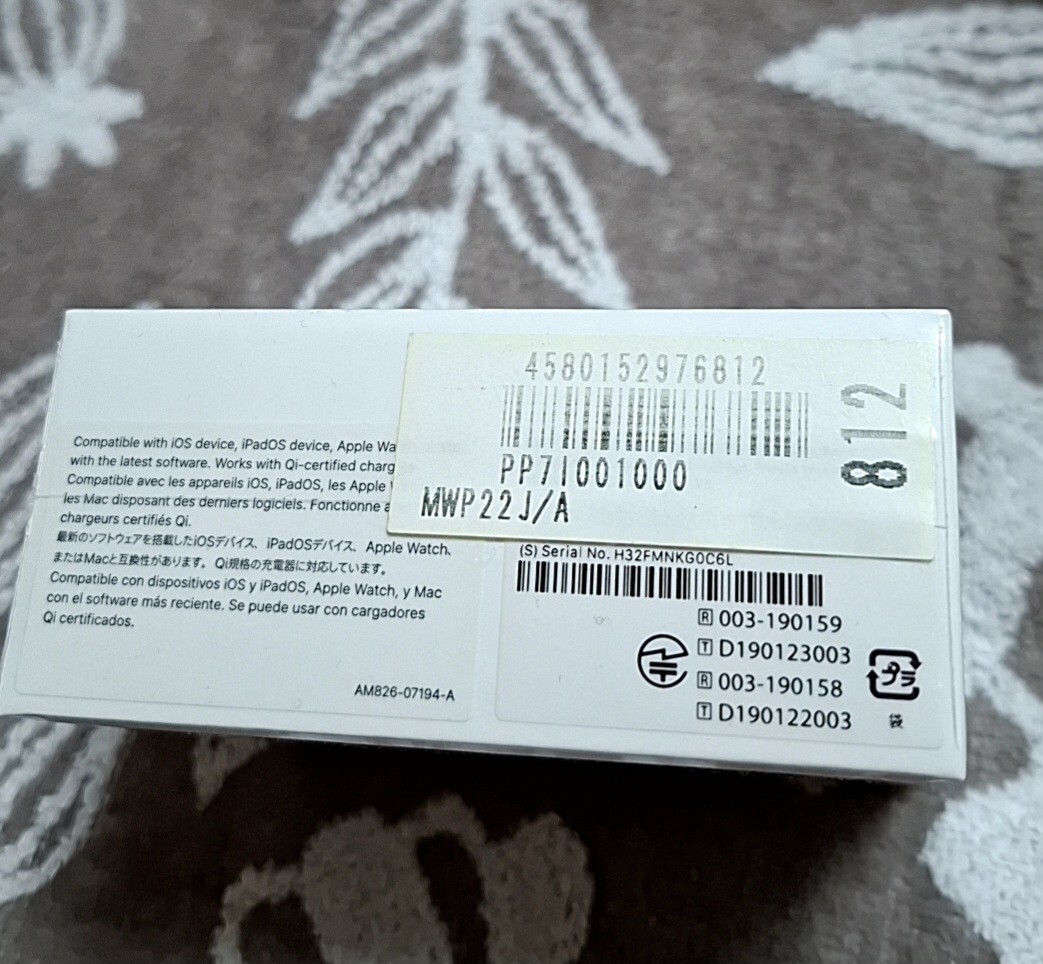 4580152976812
PP7I001000
MWP22J/A
812
Compatible with iOS device, iPadOS device, Apple Wa
with the latest software. Works with Qi-certified charg
Compatible avec les appareils iOS, iPadOS, les Apple
les Mac disposant des derniers logiciels. Fonctionne a
chargeurs certifiés Qi.
最新のソフトウェアを搭載したiOSデバイス、iPadOSデバイス、Apple Watch、
またはMacと互換性があります。Qi規格の充電器に対応しています。
Compatible con dispositivos iOS y iPadOS, Apple Watch, y Mac
con el software más reciente. Se puede usar con cargadores
Qi certificados.
AM826-07194-A
(S) Serial No. H32FMNKG0C6L
R 003-190159
T D190123003
R 003-190158
T D190122003
プラ
袋